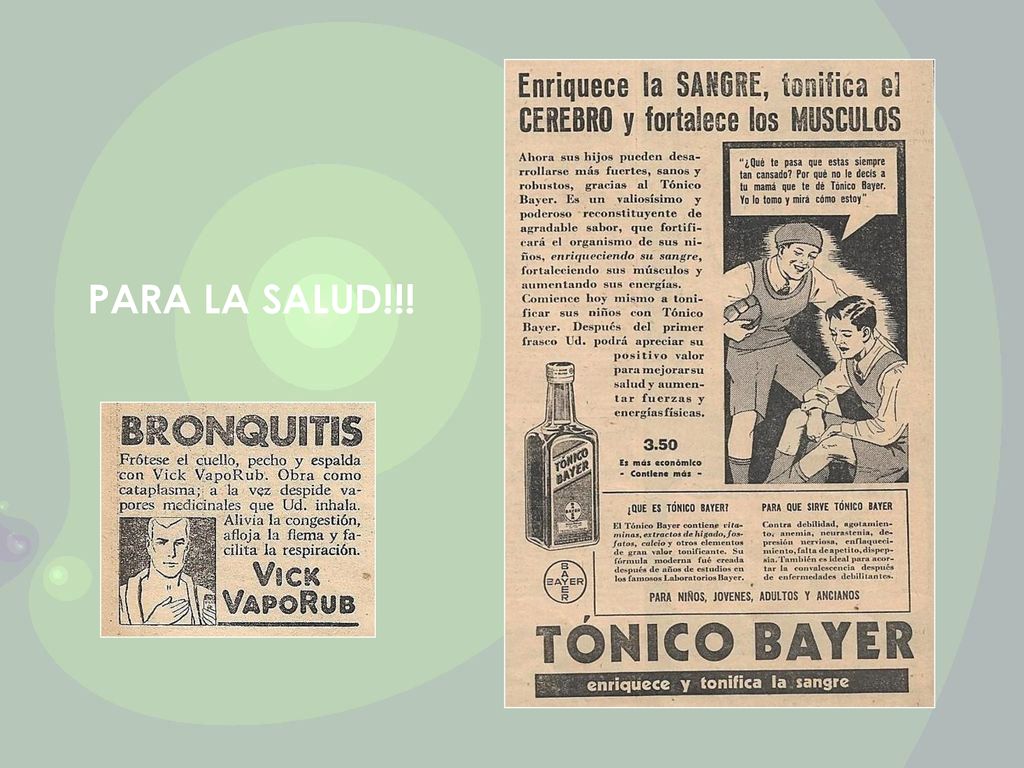 PARA LA SALUD!!!
BRONQUITIS
Frótese el cuello, pecho y espalda
con Vick VapoRub. Obra como
cataplasma; a la vez despide va-
pores medicinales que Ud. inhala.
Alivia la congestión,
afloja la flema y fa-
cilita la respiración.
VICK
VAPORUB
Enriquece la SANGRE, tonifica el
CEREBRO y fortalece los MUSCULOS
Ahora sus hijos pueden desa-
rrollarse más fuertes, sanos y
robustos, gracias al Tónico
Bayer. Es un valiosísimo y
poderoso reconstituyente de
agradable sabor, que fortifi-
cará el organismo de sus ni-
ños, enriqueciendo su sangre,
fortaleciendo sus músculos y
aumentando sus energías.
Comience hoy mismo a toni-
ficar sus niños con Tónico
Bayer. Después del primer
frasco Ud. podrá apreciar su
positivo valor
para mejorar su
salud y aumen-
tar fuerzas y
energías físicas.
"¿Qué te pasa que estas siempre
tan cansado? Por qué no le decís a
tu mamá que te dé Tónico Bayer.
Yo lo tomo y mirá cómo estoy"
3.50
Es más económico
- Contiene más -
TÓNICO
BAYER
¿QUE ES TÓNICO BAYER?
El Tónico Bayer contiene vita-
minas, extractos de hígado, fos-
fatos, calcio y otros elementos
de gran valor tonificante. Su
fórmula moderna fué creada
después de años de estudios en
los famosos Laboratorios Bayer.
PARA QUE SIRVE TÓNICO BAYER
Contra debilidad, agotamien-
to, anemia, neurastenia, de-
presión nerviosa, enflaqueci-
miento, falta de apetito, dispep-
sia. También es ideal para acor-
tar la convalescencia después
de enfermedades debilitantes.
PARA NIÑOS, JOVENES, ADULTOS Y ANCIANOS
BAYER
BAYER
TÓNICO BAYER
enriquece y tonifica la sangre